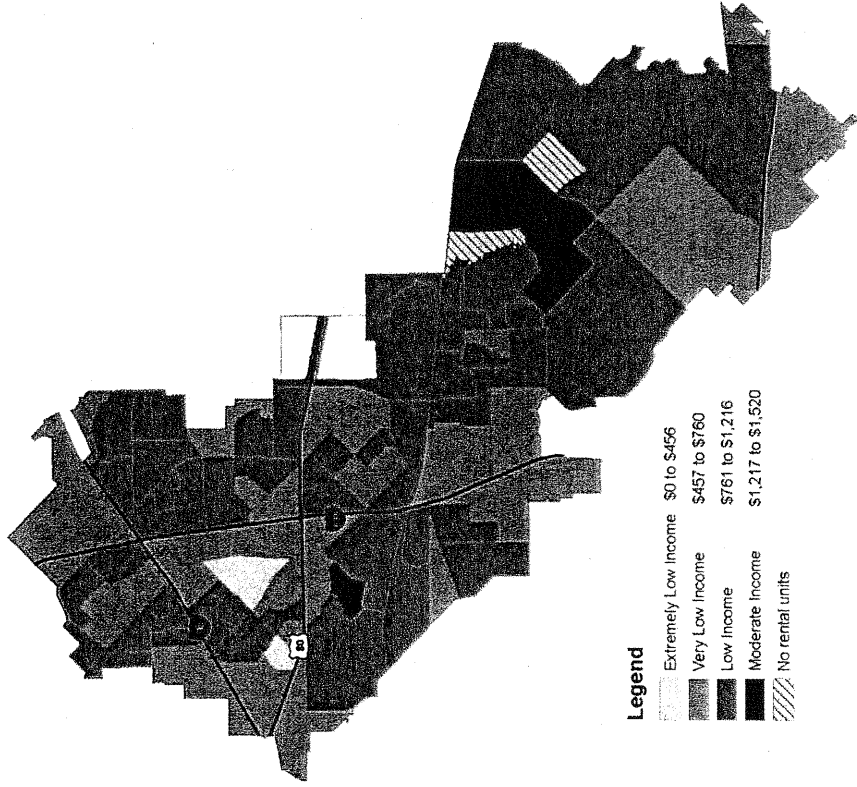 Legend
Extremely Low Income $0 to $456
Very Low Income $457 to $760
Low Income $761 to $1,216
Moderate Income $1,217 to $1,520
No rental units
80